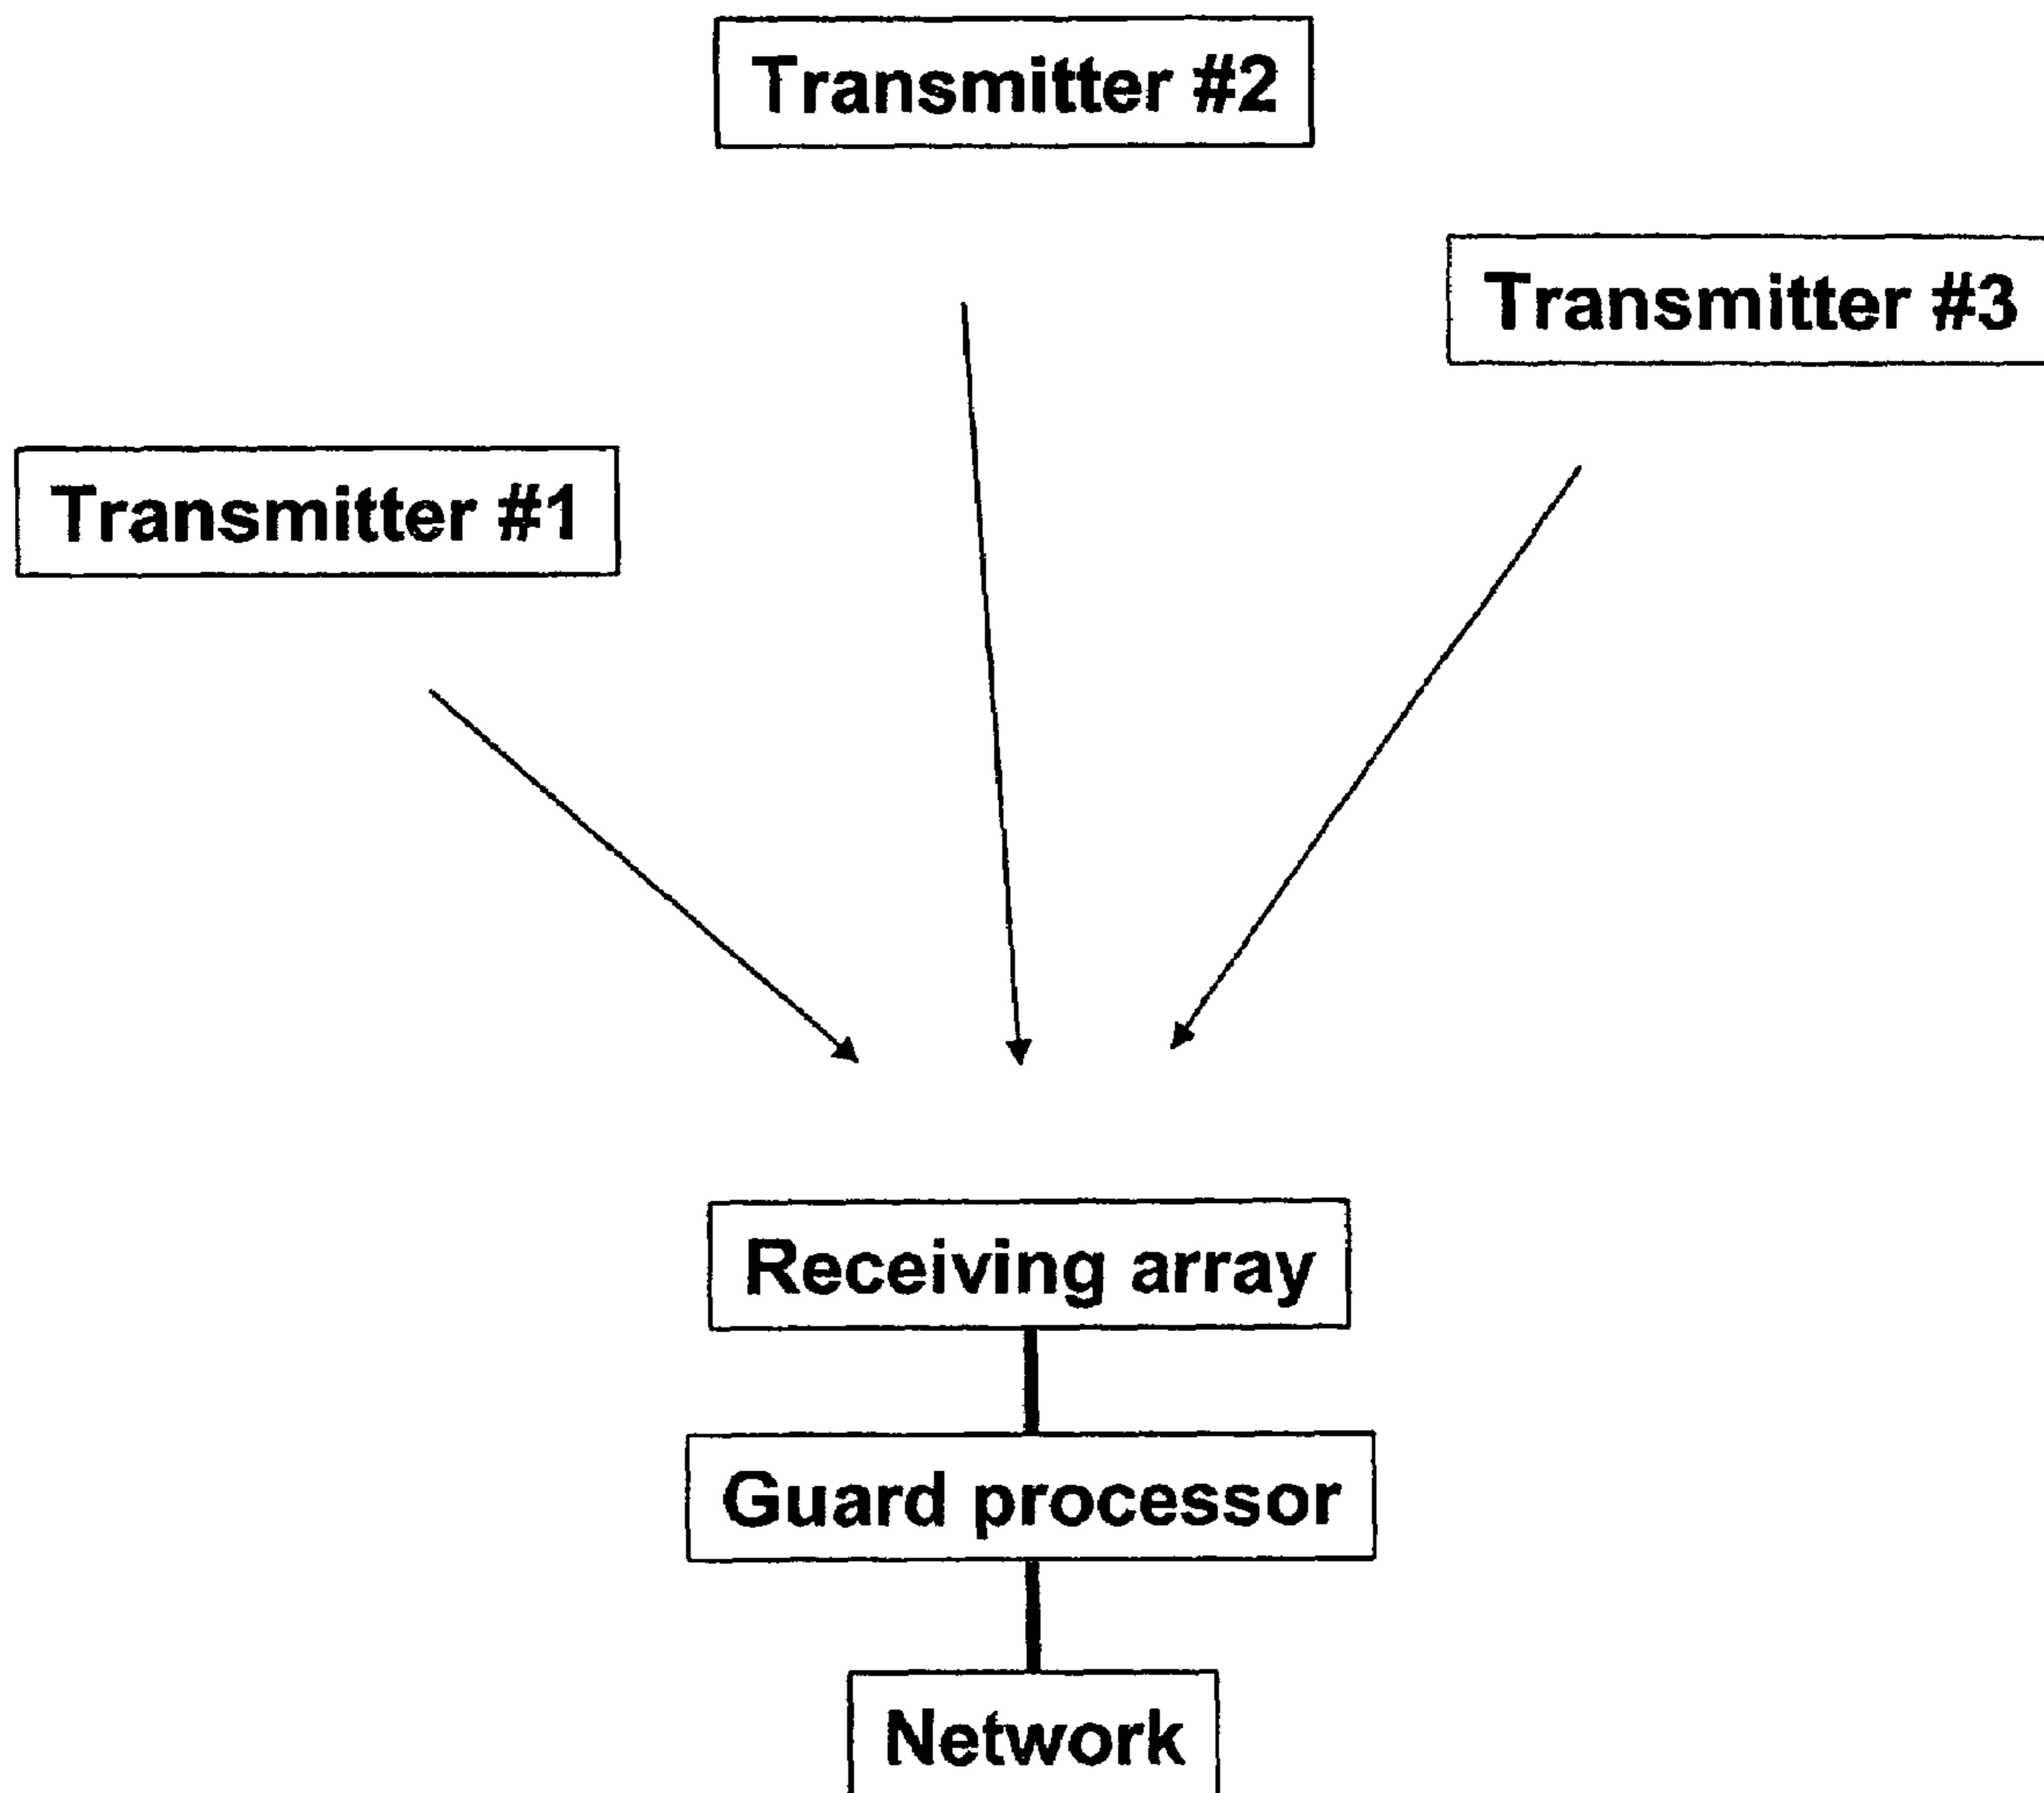 Transmitter #2
Transmitter #3
Transmitter #1
Receiving array
Guard processor
Network